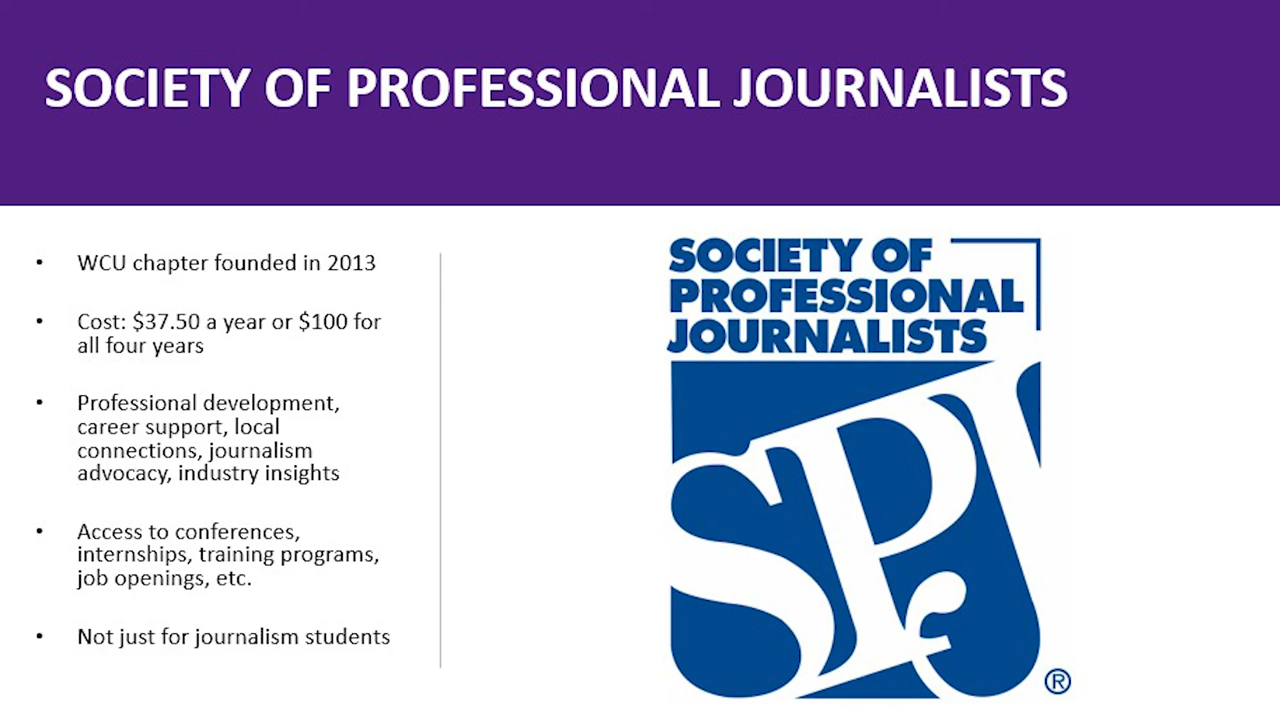 SOCIETY OF PROFESSIONAL JOURNALISTS
• WCU chapter founded in 2013
• Cost: $37.50 a year or $100 for
all four years
• Professional development,
career support, local
connections, journalism
advocacy, industry insights
• Access to conferences,
internships, training programs,
job openings, etc.
• Not just for journalism students
SOCIETY OF
PROFESSIONAL
JOURNALISTS
SPJ
®